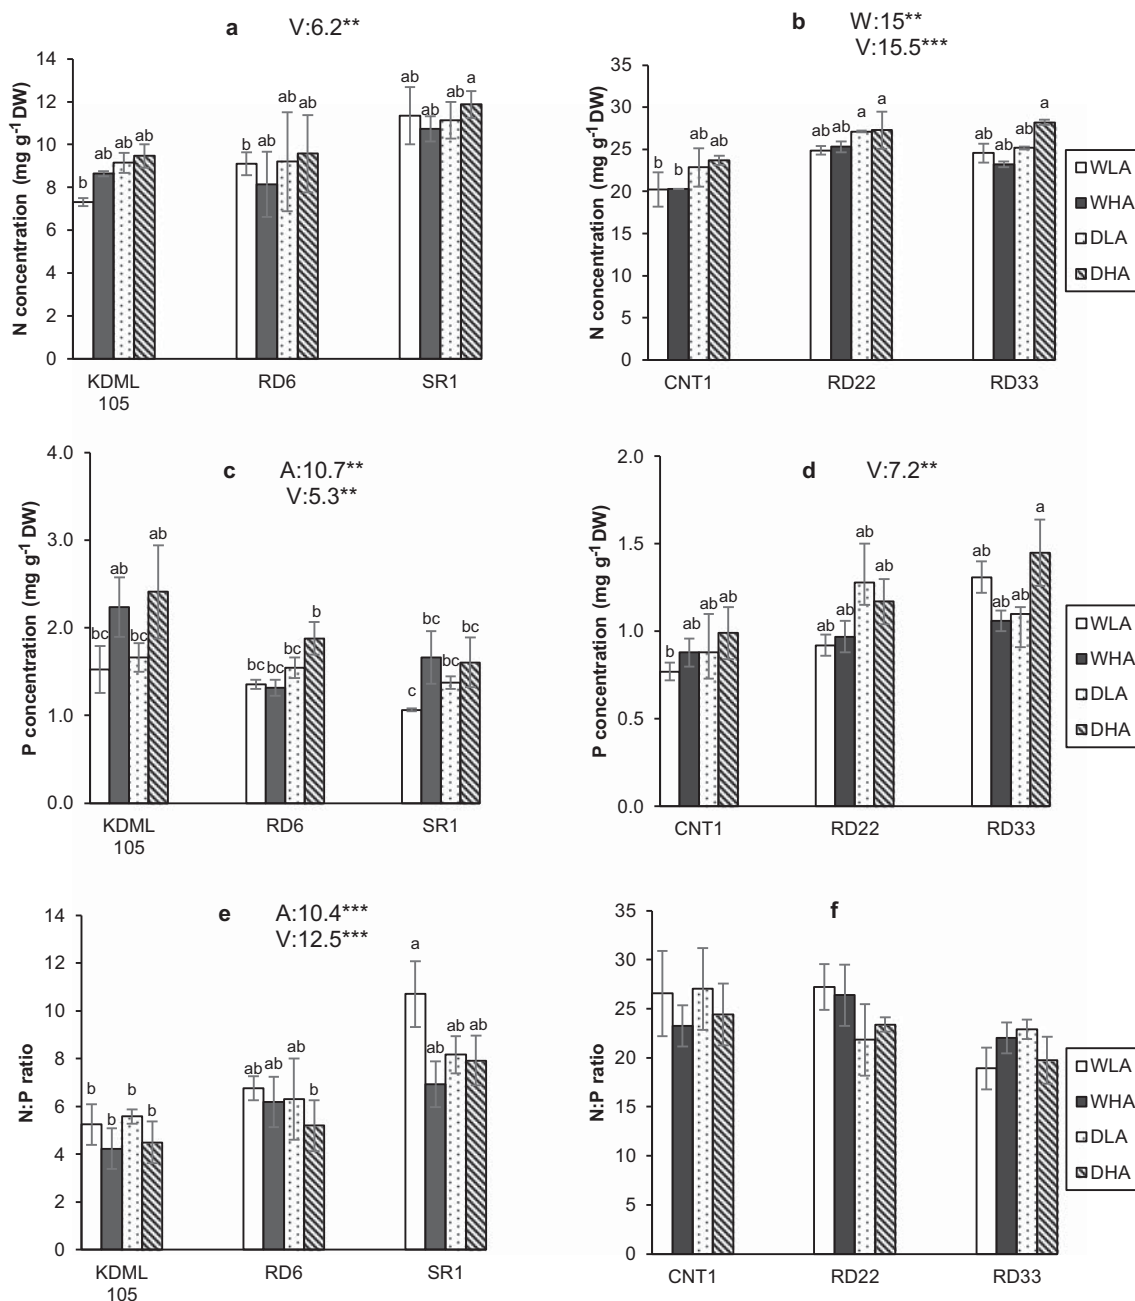 a V:6.2**
N concentration (mg g-1 DW)
14
12
10
8
6
4
2
0
b ab ab ab
b ab ab ab
ab ab ab a
KDML
105
RD6
SR1
b W:15**
V:15.5***
N concentration (mg g-1 DW)
35
30
25
20
15
10
5
0
b b ab ab
ab ab a a
ab ab ab a
CNT1
RD22
RD33
WLA
WHA
DLA
DHA
c A:10.7**
V:5.3**
P concentration (mg g-1 DW)
4.0
3.0
2.0
1.0
0.0
bc ab bc ab
bc bc bc b
c bc bc bc
KDML
105
RD6
SR1
d V:7.2**
P concentration (mg g-1 DW)
2.0
1.5
1.0
0.5
0.0
b ab ab ab
ab ab ab ab
ab ab ab a
CNT1
RD22
RD33
WLA
WHA
DLA
DHA
e A:10.4***
V:12.5***
N:P ratio
14
12
10
8
6
4
2
0
b b b b
ab ab ab b
a ab ab ab
KDML
105
RD6
SR1
f
N:P ratio
35
30
25
20
15
10
5
0
CNT1
RD22
RD33
WLA
WHA
DLA
DHA